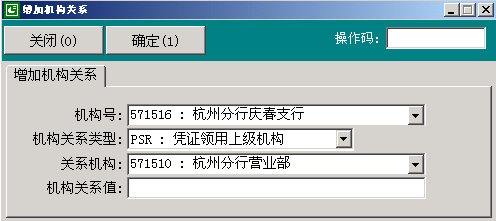 增加机构关系
关闭(0) 确定(1) 操作码:
增加机构关系
机构号: 571516 : 杭州分行庆春支行
机构关系类型: PSR : 凭证领用上级机构
关系机构: 571510 : 杭州分行营业部
机构关系值: